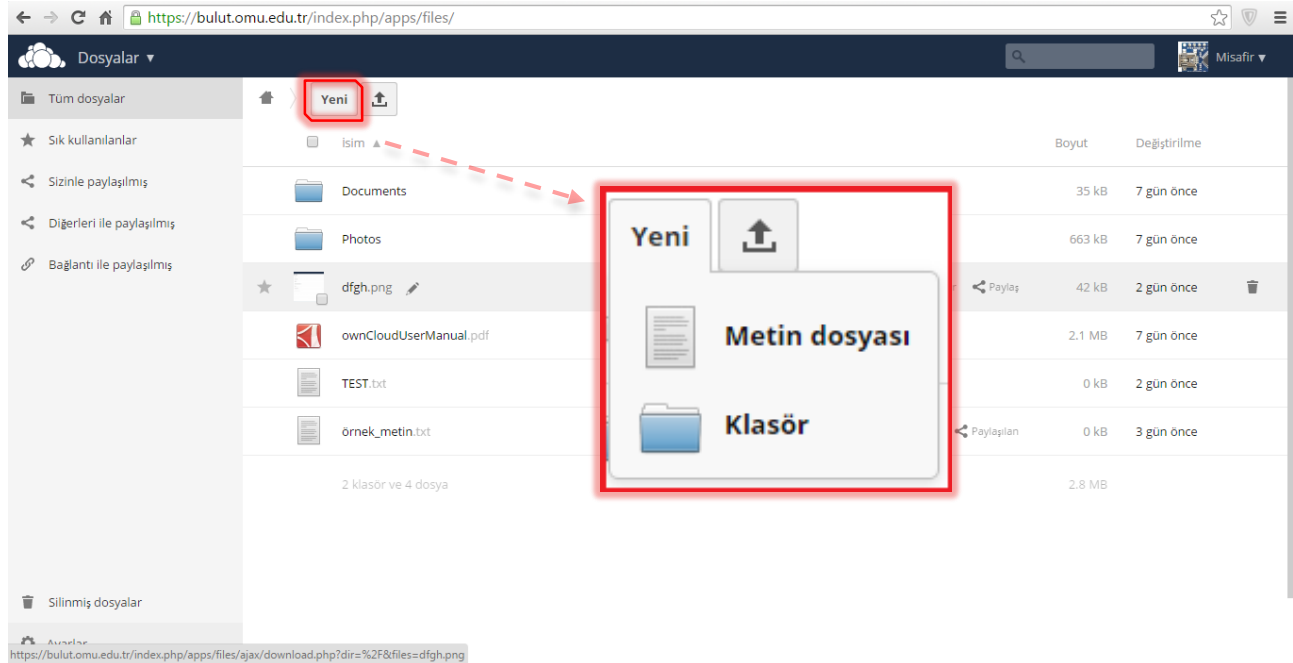 https://bulut.omu.edu.tr/index.php/apps/files/
Dosyalar ▾
Misafir ▾
Tüm dosyalar
Sık kullanılanlar
Sizinle paylaşılmış
Diğerleri ile paylaşılmış
Bağlantı ile paylaşılmış
Yeni
İsim ▲ Boyut Değiştirilme
Documents 35 kB 7 gün önce
Photos 663 kB 7 gün önce
dfgh.png Paylaş 42 kB 2 gün önce
ownCloudUserManual.pdf 2.1 MB 7 gün önce
TEST.txt 0 kB 2 gün önce
örnek_metin.txt Paylaşılan 0 kB 3 gün önce
2 klasör ve 4 dosya 2.8 MB
Yeni
Metin dosyası
Klasör
Silinmiş dosyalar
Ayarlar
https://bulut.omu.edu.tr/index.php/apps/files/ajax/download.php?dir=%2F&files=dfgh.png